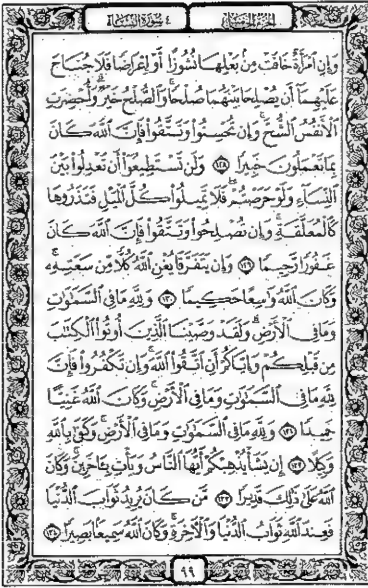 الجزء الخامس
٤ سورة النساء
وَإِنِ ٱمۡرَأَةٌ خَافَتۡ مِنۢ بَعۡلِهَا نُشُوزًا أَوۡ إِعۡرَاضٗا فَلَا جُنَاحَ
عَلَيۡهِمَآ أَن يُصۡلِحَا بَيۡنَهُمَا صُلۡحٗاۚ وَٱلصُّلۡحُ خَيۡرٞۗ وَأُحۡضِرَتِ
ٱلۡأَنفُسُ ٱلشُّحَّۚ وَإِن تُحۡسِنُواْ وَتَتَّقُواْ فَإِنَّ ٱللَّهَ كَانَ
بِمَا تَعۡمَلُونَ خَبِيرٗا ١٢٨ وَلَن تَسۡتَطِيعُوٓاْ أَن تَعۡدِلُواْ بَيۡنَ
ٱلنِّسَآءِ وَلَوۡ حَرَصۡتُمۡۖ فَلَا تَمِيلُواْ كُلَّ ٱلۡمَيۡلِ فَتَذَرُوهَا
كَٱلۡمُعَلَّقَةِۚ وَإِن تُصۡلِحُواْ وَتَتَّقُواْ فَإِنَّ ٱللَّهَ كَانَ
غَفُورٗا رَّحِيمٗا ١٢٩ وَإِن يَتَفَرَّقَا يُغۡنِ ٱللَّهُ كُلّٗا مِّن سَعَتِهِۦۚ
وَكَانَ ٱللَّهُ وَٰسِعًا حَكِيمٗا ١٣٠ وَلِلَّهِ مَا فِي ٱلسَّمَٰوَٰتِ
وَمَا فِي ٱلۡأَرۡضِۗ وَلَقَدۡ وَصَّيۡنَا ٱلَّذِينَ أُوتُواْ ٱلۡكِتَٰبَ
مِن قَبۡلِكُمۡ وَإِيَّاكُمۡ أَنِ ٱتَّقُواْ ٱللَّهَۚ وَإِن تَكۡفُرُواْ فَإِنَّ
لِلَّهِ مَا فِي ٱلسَّمَٰوَٰتِ وَمَا فِي ٱلۡأَرۡضِۚ وَكَانَ ٱللَّهُ غَنِيًّا
حَمِيدٗا ١٣١ وَلِلَّهِ مَا فِي ٱلسَّمَٰوَٰتِ وَمَا فِي ٱلۡأَرۡضِۚ وَكَفَىٰ بِٱللَّهِ
وَكِيلًا ١٣٢ إِن يَشَأۡ يُذۡهِبۡكُمۡ أَيُّهَا ٱلنَّاسُ وَيَأۡتِ بِـَٔاخَرِينَۚ وَكَانَ
ٱللَّهُ عَلَىٰ ذَٰلِكَ قَدِيرٗا ١٣٣ مَّن كَانَ يُرِيدُ ثَوَابَ ٱلدُّنۡيَا
فَعِندَ ٱللَّهِ ثَوَابُ ٱلدُّنۡيَا وَٱلۡأٓخِرَةِۚ وَكَانَ ٱللَّهُ سَمِيعَۢا بَصِيرٗا ١٣٤
٩٩